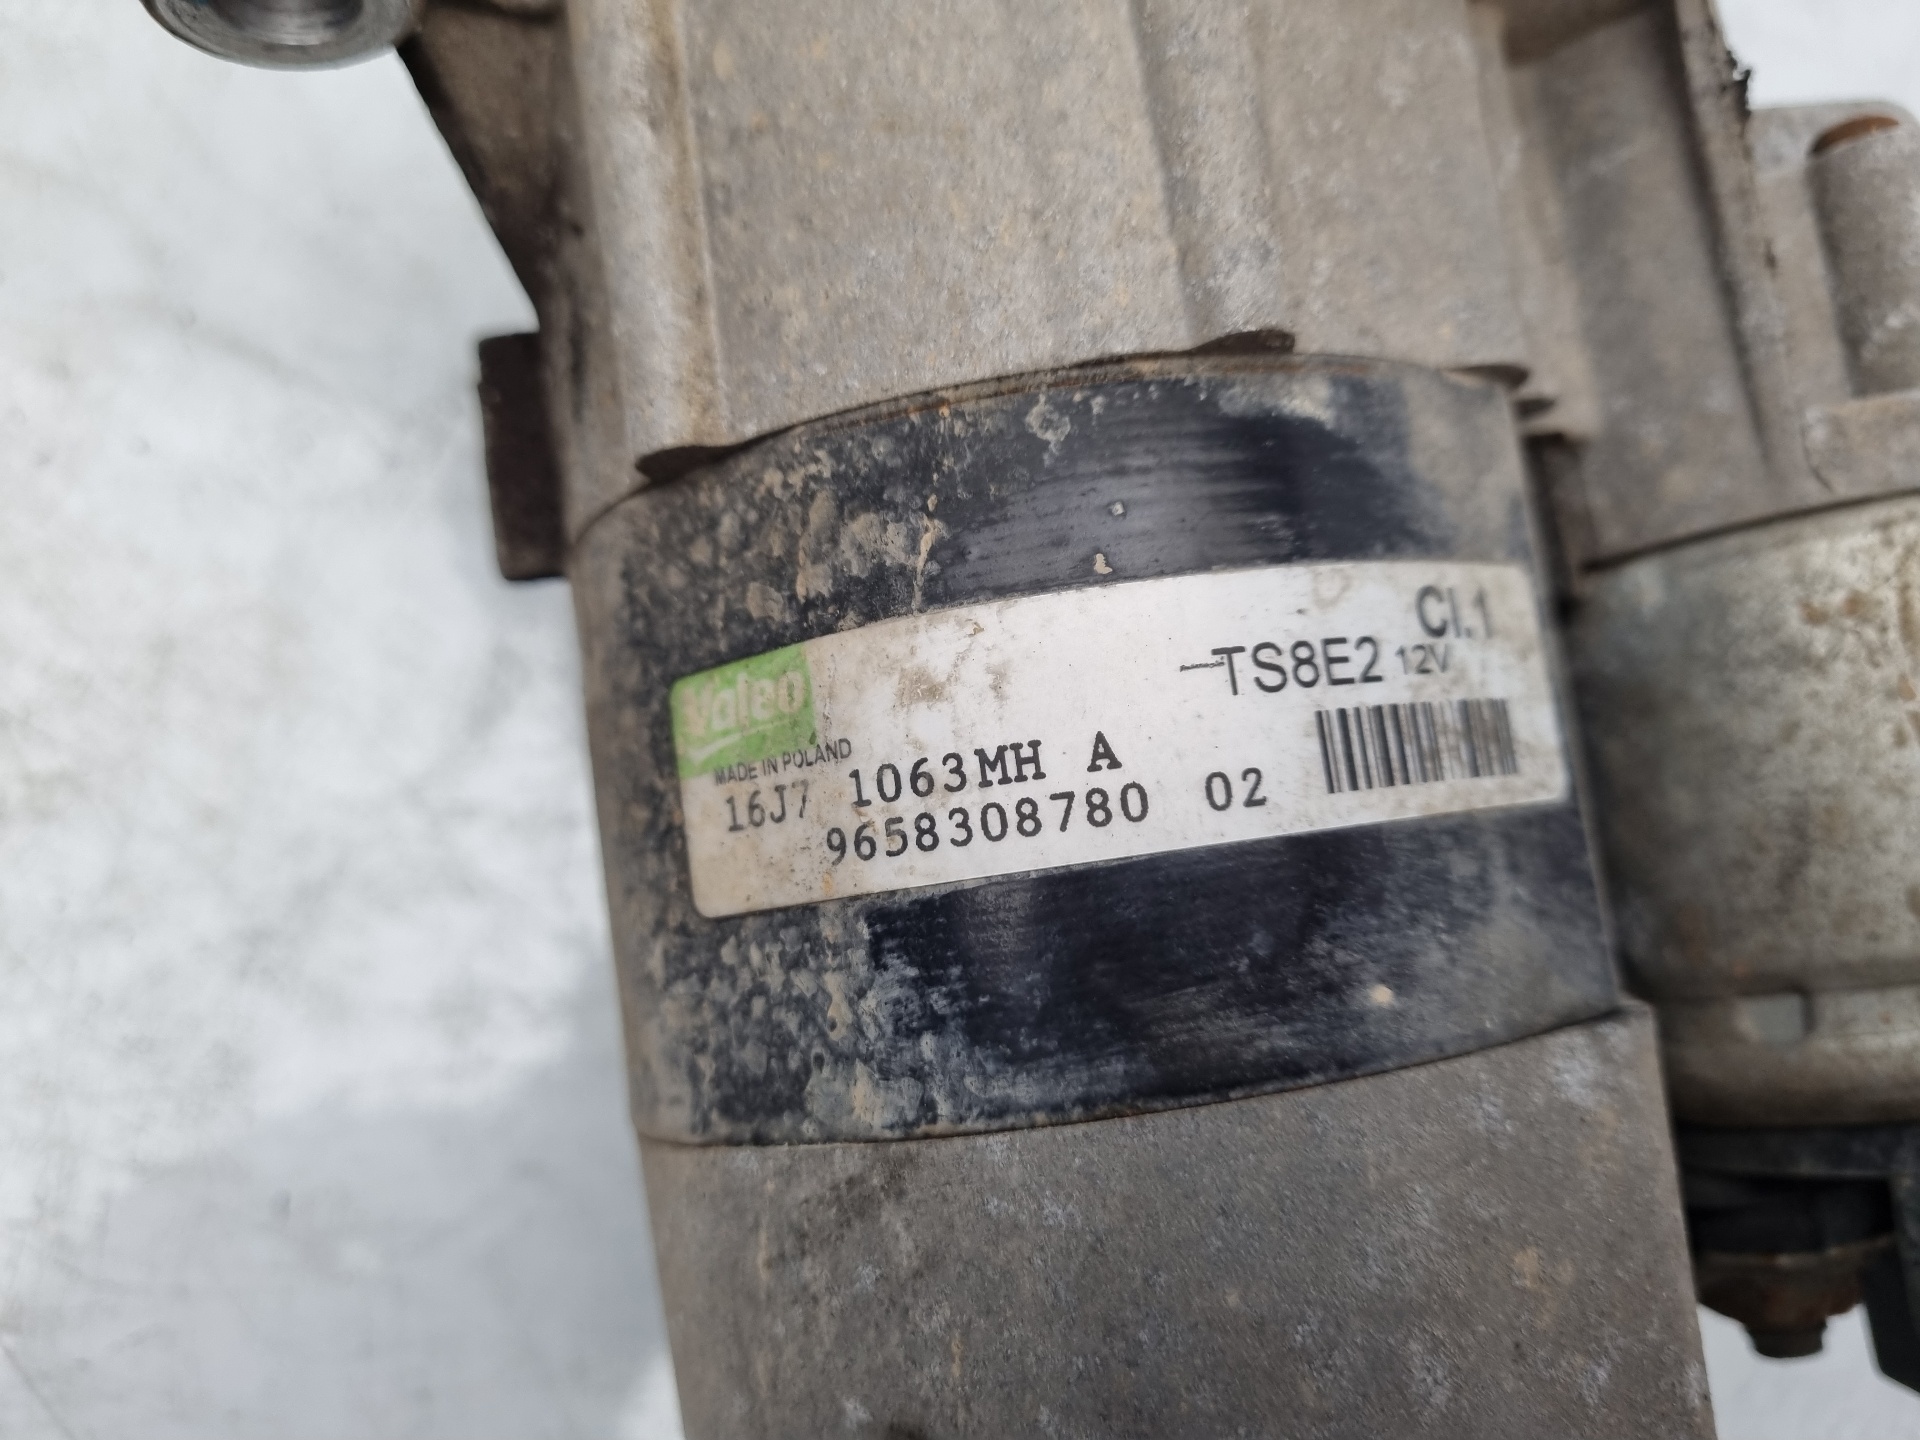 Cl.1
TS8E2 12V
Valeo
MADE IN POLAND
16J7 1063MH A
9658308780 02